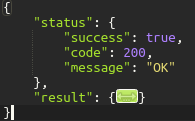 {
"status": {
"success": true,
"code": 200,
"message": "OK"
},
"result": {}
}